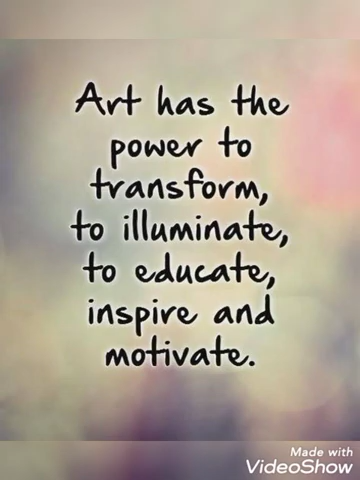 Art has the
power to
transform,
to illuminate,
to educate,
inspire and
motivate.
Made with
VideoShow